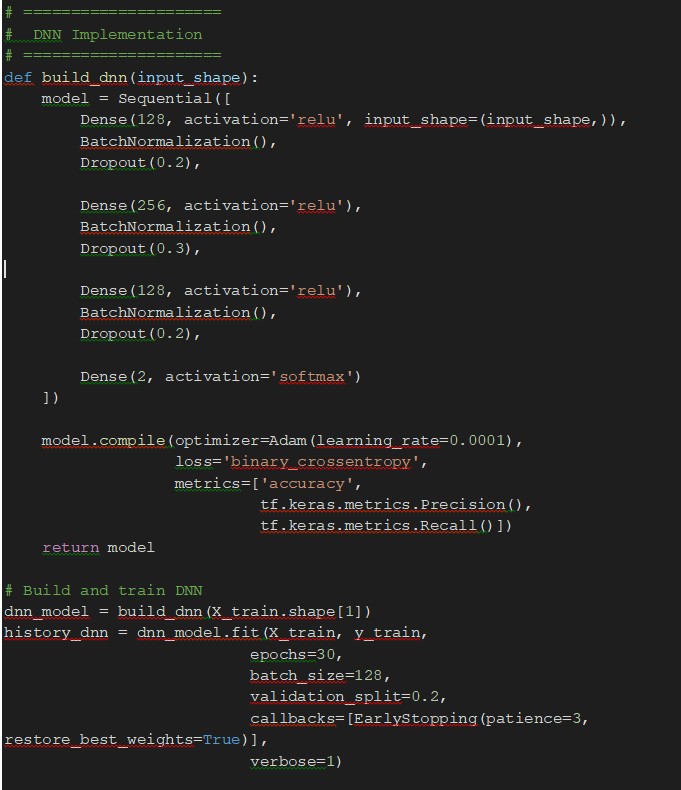 # =====================
#  DNN Implementation
# =====================
def build_dnn(input_shape):
    model = Sequential([
        Dense(128, activation='relu', input_shape=(input_shape,)),
        BatchNormalization(),
        Dropout(0.2),

        Dense(256, activation='relu'),
        BatchNormalization(),
        Dropout(0.3),

        Dense(128, activation='relu'),
        BatchNormalization(),
        Dropout(0.2),

        Dense(2, activation='softmax')
    ])

    model.compile(optimizer=Adam(learning_rate=0.0001),
                  loss='binary_crossentropy',
                  metrics=['accuracy',
                           tf.keras.metrics.Precision(),
                           tf.keras.metrics.Recall()])
    return model

# Build and train DNN
dnn_model = build_dnn(X_train.shape[1])
history_dnn = dnn_model.fit(X_train, y_train,
                          epochs=30,
                          batch_size=128,
                          validation_split=0.2,
                          callbacks=[EarlyStopping(patience=3,
restore_best_weights=True)],
                          verbose=1)